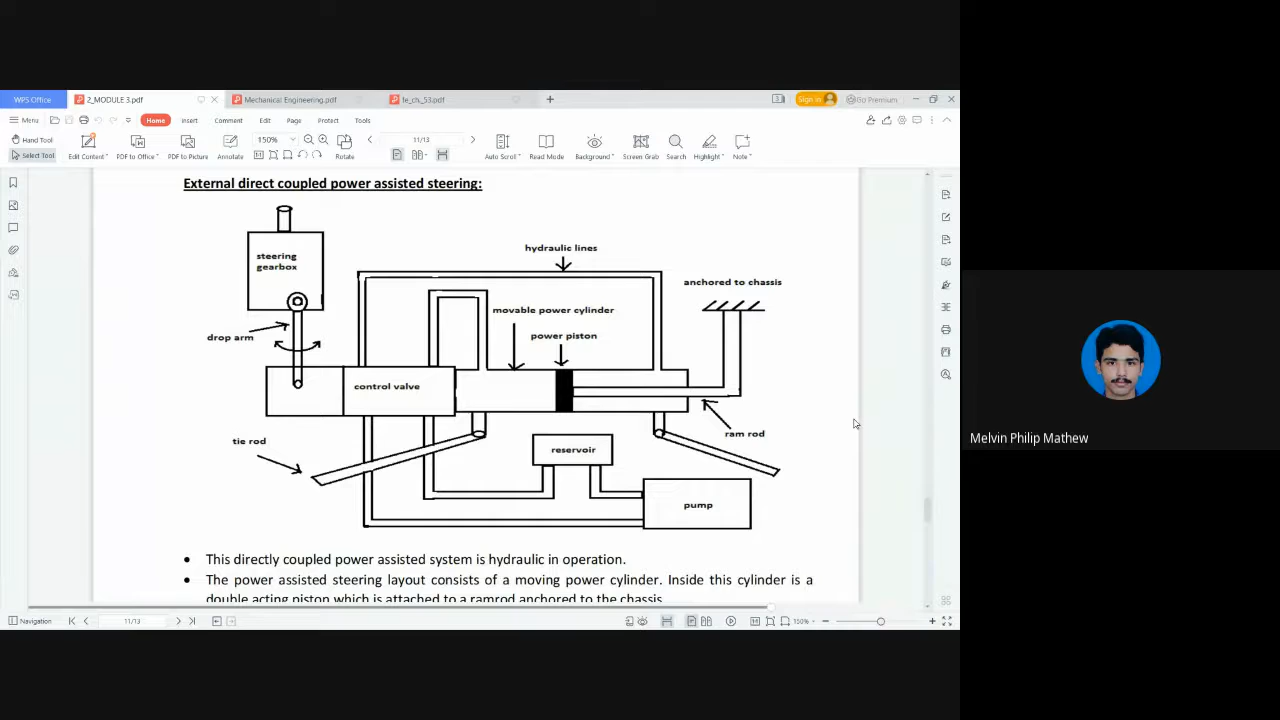 WPS Office
2_MODULE 3.pdf
Mechanical Engineering.pdf
fe_ch_53.pdf
Sign in
Go Premium
Menu
Home
Insert
Comment
Edit
Page
Protect
Tools
Hand Tool
Select Tool
Edit Content
PDF to Office
PDF to Picture
Annotate
150%
Rotate
11/13
Auto Scroll
Read Mode
Background
Screen Grab
Search
Highlight
Note
External direct coupled power assisted steering:
steering
gearbox
hydraulic lines
anchored to chassis
movable power cylinder
drop arm
power piston
control valve
tie rod
ram rod
reservoir
pump
• This directly coupled power assisted system is hydraulic in operation.
• The power assisted steering layout consists of a moving power cylinder. Inside this cylinder is a
double acting piston which is attached to a ramrod anchored to the chassis
Navigation
11/13
150%
Melvin Philip Mathew